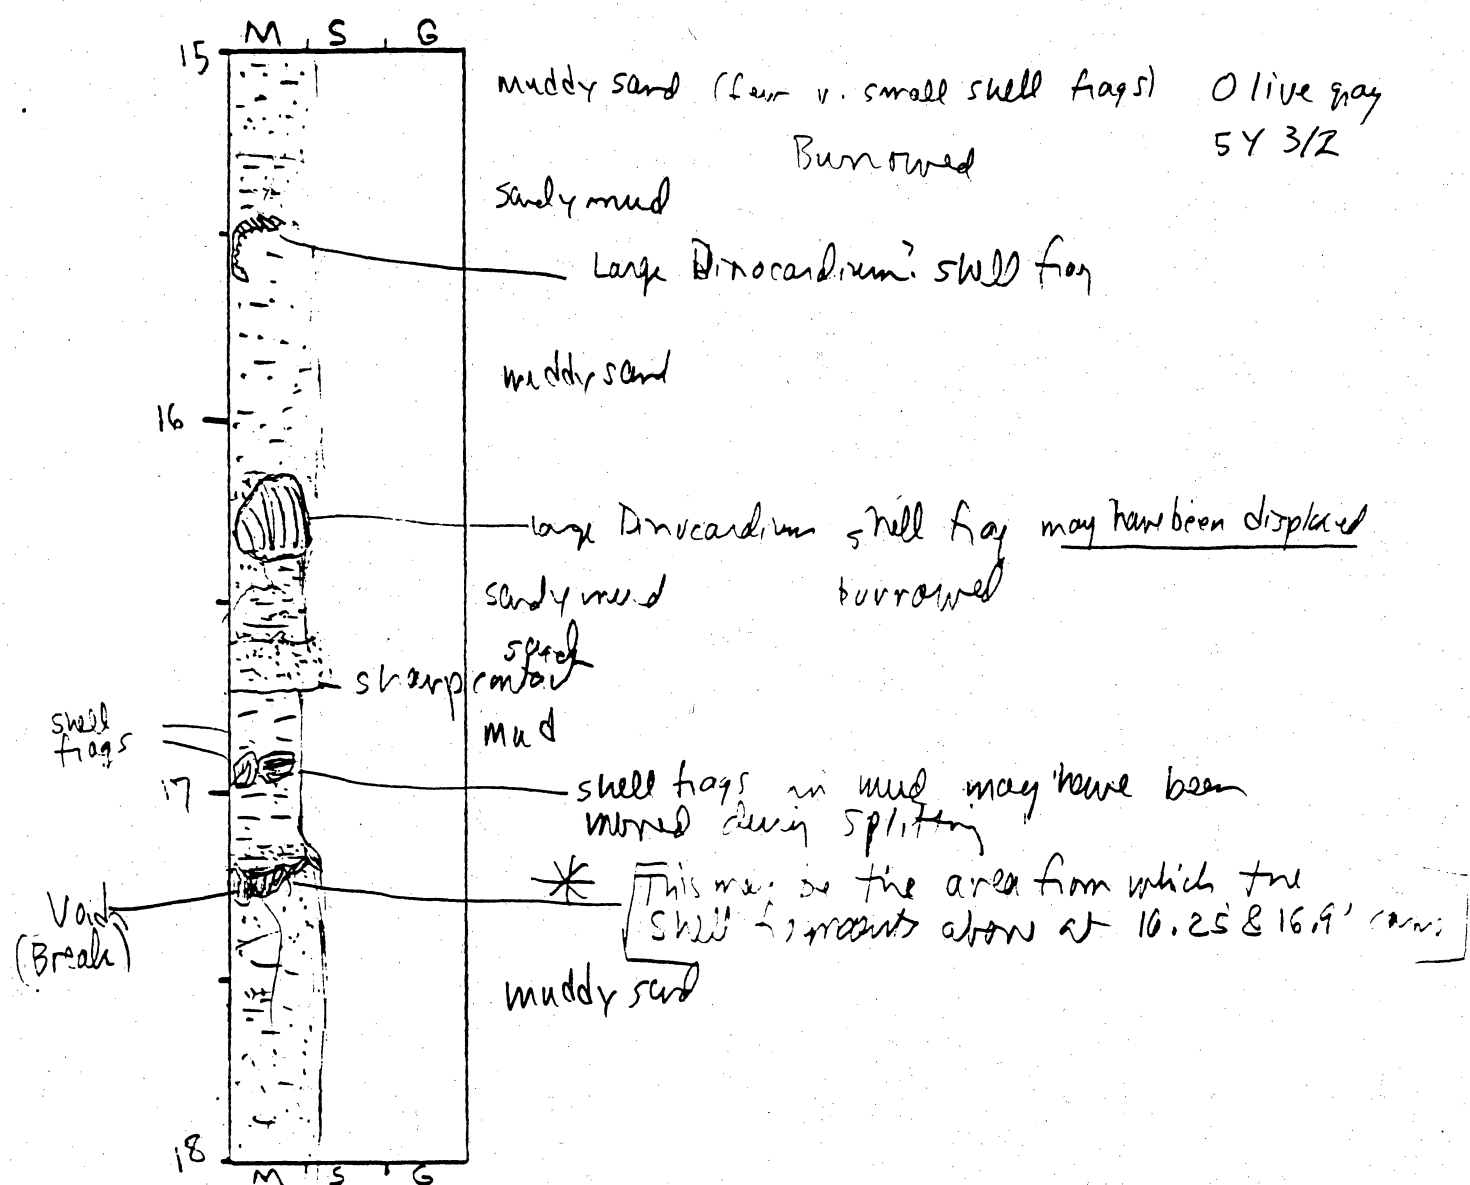 M S G
15
muddy sand (few v. small shell frags) Olive gray
5Y 3/2
Burrowed
sandy mud
Large Dinocardium? shell frag
muddy sand
16
Large Dinocardium shell frag may have been displaced
sandy mud burrowed
sand
sharp contact
shell
frags
mud
17
shell frags in mud may have been
moved during splitting
This may be the area from which the
shell fragments above at 16.25' & 16.9'
Void
(Break)
muddy sand
18
M S G